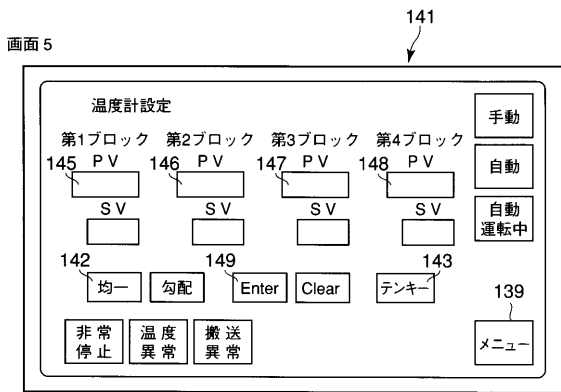 141
画面 5
温度計設定
手動
第1ブロック 第2ブロック 第3ブロック 第4ブロック
145 PV 146 PV 147 PV 148 PV
自動
SV SV SV SV
自動
運転中
142 149 143
均一 勾配 Enter Clear テンキー
139
非常
停止
温度
異常
搬送
異常
メニュー